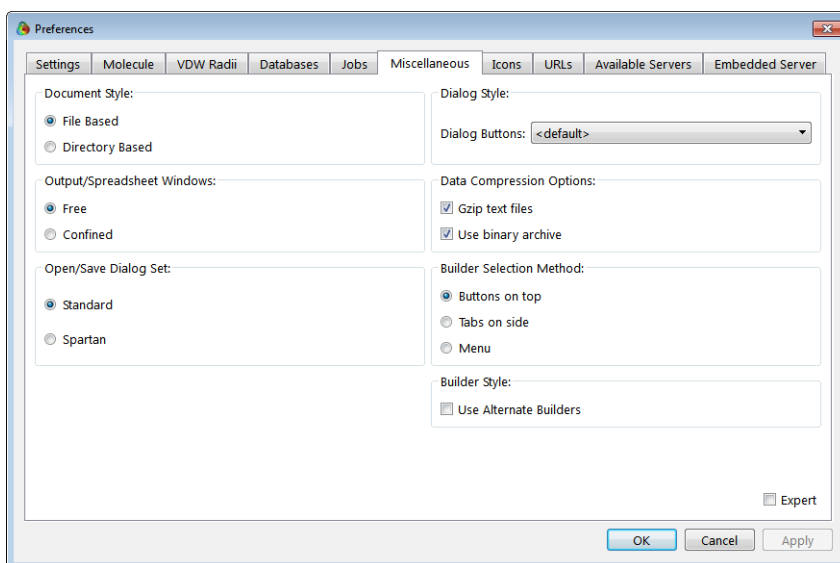 Preferences
Settings Molecule VDW Radii Databases Jobs Miscellaneous Icons URLs Available Servers Embedded Server
Document Style:
File Based
Directory Based
Output/Spreadsheet Windows:
Free
Confined
Open/Save Dialog Set:
Standard
Spartan
Dialog Style:
Dialog Buttons: <default>
Data Compression Options:
Gzip text files
Use binary archive
Builder Selection Method:
Buttons on top
Tabs on side
Menu
Builder Style:
Use Alternate Builders
Expert
OK Cancel Apply